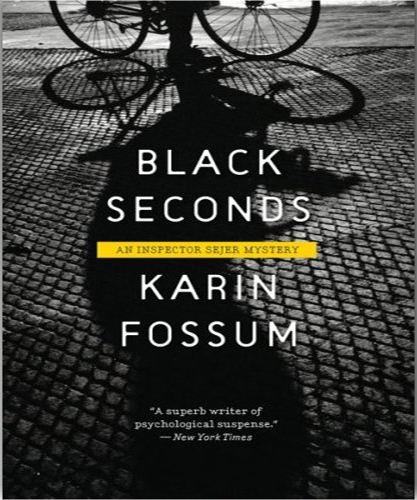 BLACK
SECONDS
AN INSPECTOR SEJER MYSTERY
KARIN
FOSSUM
"A superb writer of
psychological suspense."
— New York Times